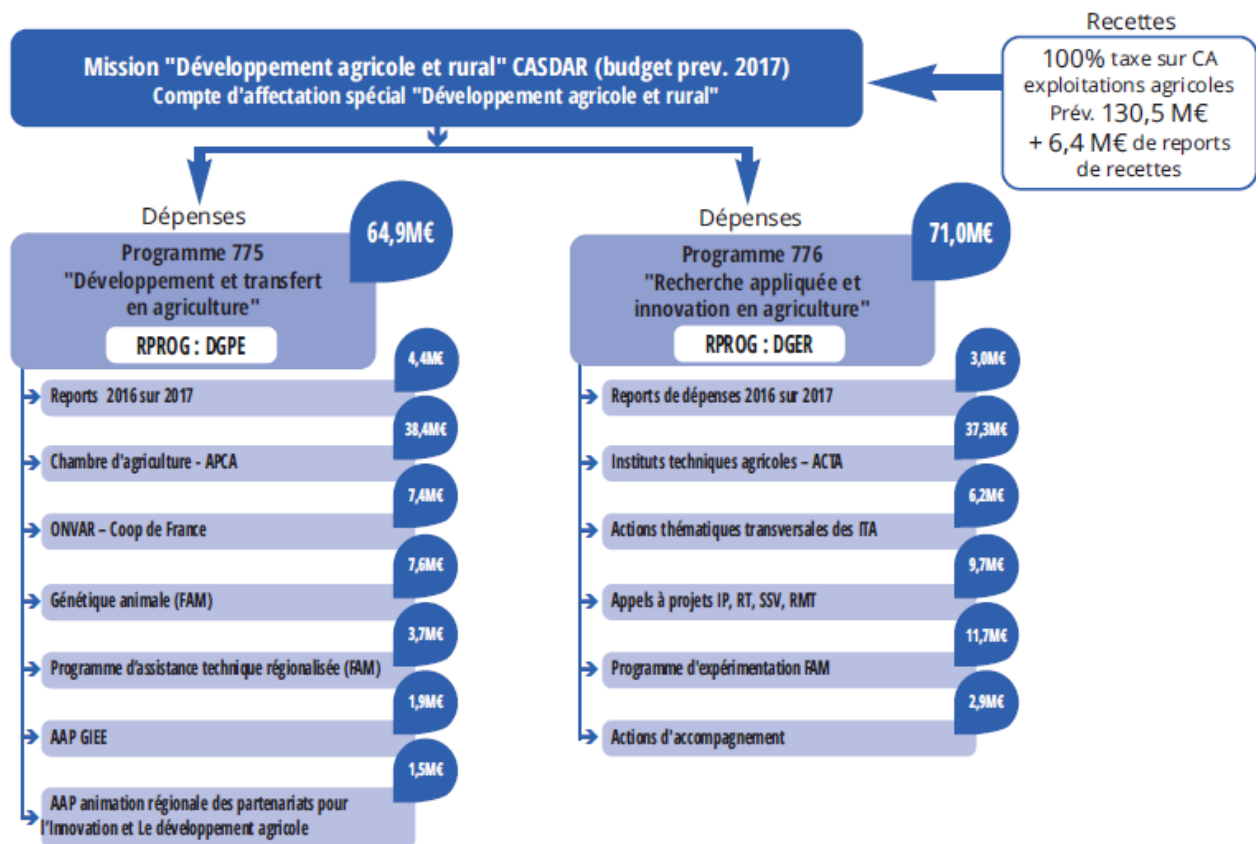 Recettes
100% taxe sur CA
exploitations agricoles
Prév. 130,5 M€
+ 6,4 M€ de reports
de recettes
Mission "Développement agricole et rural" CASDAR (budget prev. 2017)
Compte d'affectation spécial "Développement agricole et rural"
Dépenses
64,9M€
Programme 775
"Développement et transfert
en agriculture"
RPROG : DGPE
4,4M€
Reports 2016 sur 2017
38,4M€
Chambre d'agriculture - APCA
7,4M€
ONVAR – Coop de France
7,6M€
Génétique animale (FAM)
3,7M€
Programme d'assistance technique régionalisée (FAM)
1,9M€
AAP GIEE
1,5M€
AAP animation régionale des partenariats pour
l'Innovation et Le développement agricole
Dépenses
71,0M€
Programme 776
"Recherche appliquée et
innovation en agriculture"
RPROG : DGER
3,0M€
Reports de dépenses 2016 sur 2017
37,3M€
Instituts techniques agricoles – ACTA
6,2M€
Actions thématiques transversales des ITA
9,7M€
Appels à projets IP, RT, SSV, RMT
11,7M€
Programme d'expérimentation FAM
2,9M€
Actions d'accompagnement